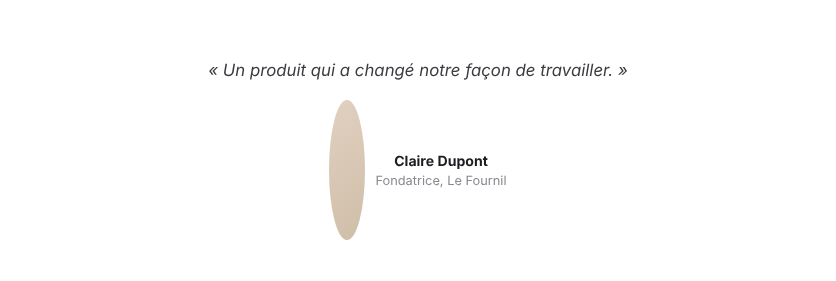 « Un produit qui a changé notre façon de travailler. »
Claire Dupont
Fondatrice, Le Fournil